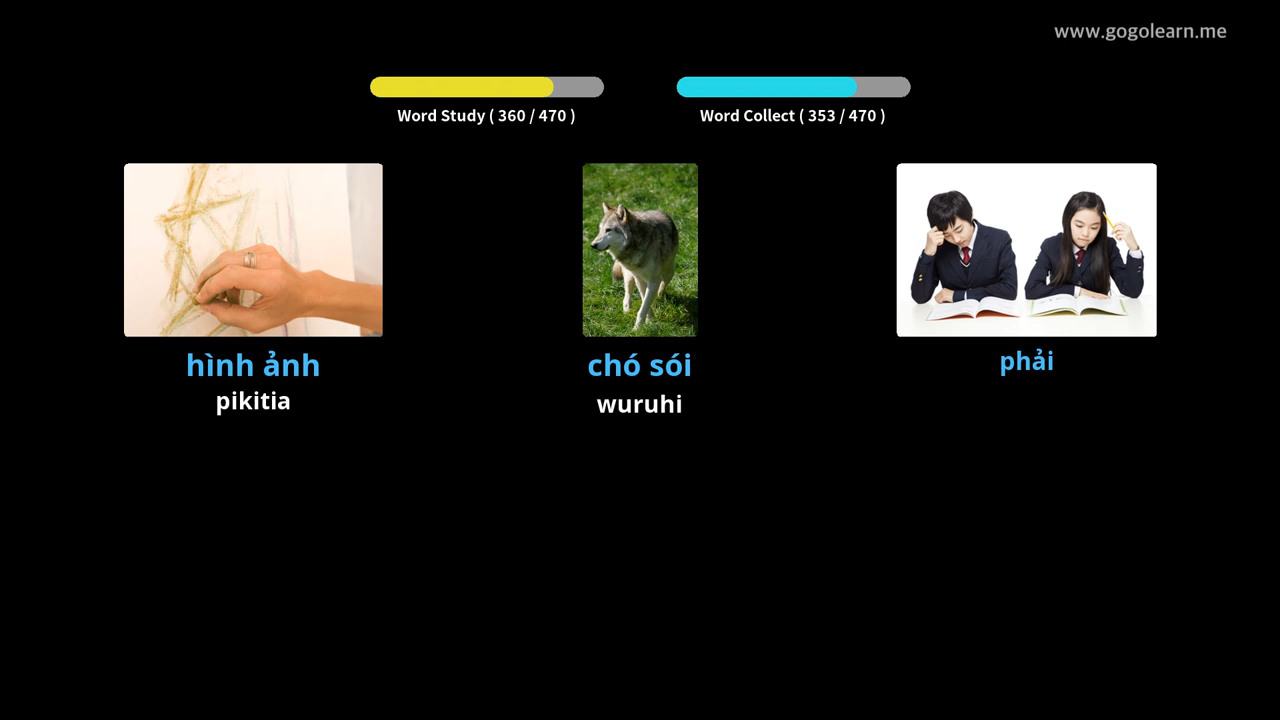 www.gogolearn.me
Word Study ( 360 / 470 )
Word Collect ( 353 / 470 )
hình ảnh
pikitia
chó sói
wuruhi
phải